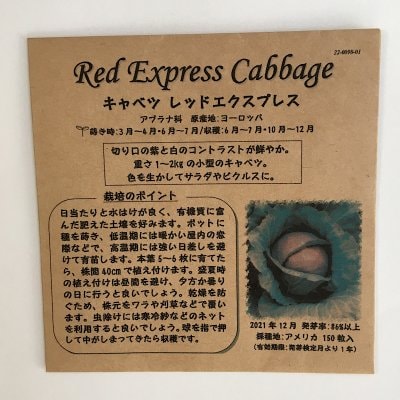 22-4098-01
Red Express Cabbage
キャベツ レッドエクスプレス
アブラナ科 原産地:ヨーロッパ
蒔き時:3月~4月・6月~7月/収穫:6月~7月・10月~12月
切り口の紫と白のコントラストが鮮やか。
重さ1~2kgの小型のキャベツ。
色を生かしてサラダやピクルスに。
栽培のポイント
日当たりと水はけが良く、有機質に富
んだ肥えた土壌を好みます。ポットに
種を蒔き、低温期には暖かい屋内の窓
際などで、高温期には強い日差しを避
けて育苗します。本葉5~6枚に育てた
ら、株間40cmで植え付けます。盛夏時
の植え付けは昼間を避け、夕方か曇り
の日に行うと良いでしょう。乾燥を防
ぐため、株元をワラや刈草などで覆い
ます。虫除けには寒冷紗などのネット
を利用すると良いでしょう。球を指で押
して中がしまってきたら収穫です。
2021年12月 発芽率:86%以上
採種地:アメリカ 150粒入
(有効期限:発芽検定月より1年)